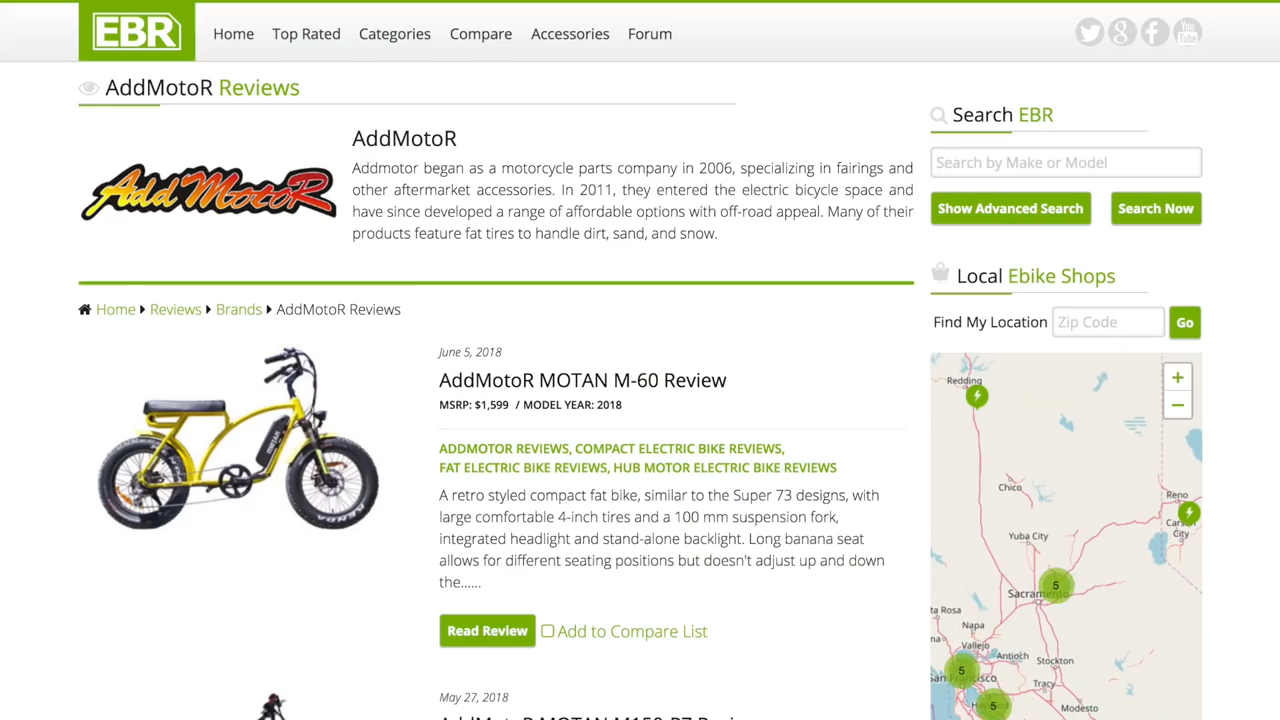 EBR
Home
Top Rated
Categories
Compare
Accessories
Forum
You
Tube
AddMotoR Reviews
AddMotoR
AddMotoR
Addmotor began as a motorcycle parts company in 2006, specializing in fairings and
other aftermarket accessories. In 2011, they entered the electric bicycle space and
have since developed a range of affordable options with off-road appeal. Many of their
products feature fat tires to handle dirt, sand, and snow.
Home Reviews Brands AddMotoR Reviews
June 5, 2018
AddMotoR MOTAN M-60 Review
MSRP: $1,599 / MODEL YEAR: 2018
ADDMOTOR REVIEWS, COMPACT ELECTRIC BIKE REVIEWS,
FAT ELECTRIC BIKE REVIEWS, HUB MOTOR ELECTRIC BIKE REVIEWS
A retro styled compact fat bike, similar to the Super 73 designs, with
large comfortable 4-inch tires and a 100 mm suspension fork,
integrated headlight and stand-alone backlight. Long banana seat
allows for different seating positions but doesn't adjust up and down
the......
Read Review
Add to Compare List
MOTAN
KENDA
May 27, 2018
Search EBR
Search by Make or Model
Show Advanced Search
Search Now
Local Ebike Shops
Find My Location
Zip Code
Go
+
−
Redding
Chico
Reno
Carson
City
Yuba City
5
Sacramento
ta Rosa
Napa
Vallejo
Antioch
Stockton
5
San Francisco
Tracy
5
Modesto